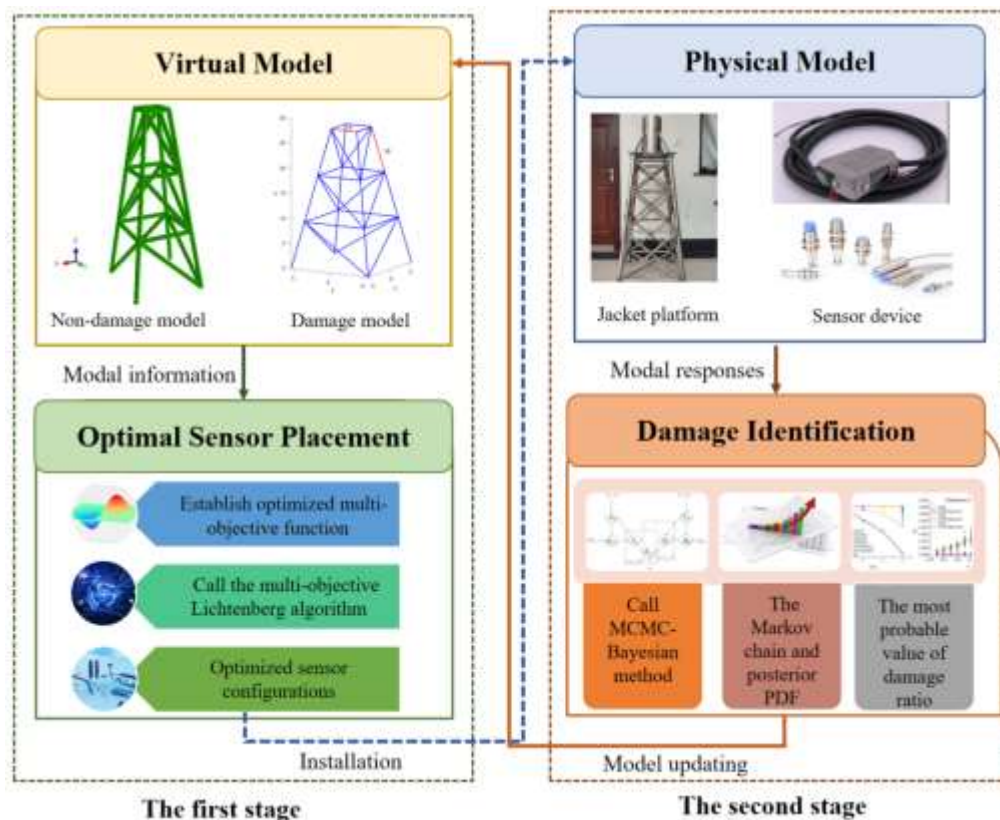 Virtual Model
Non-damage model
Damage model
Modal information
Optimal Sensor Placement
Establish optimized multi-
objective function
Call the multi-objective
Lichtenberg algorithm
Optimized sensor
configurations
Installation
The first stage
Physical Model
Jacket platform
Sensor device
Modal responses
Damage Identification
Call
MCMC-
Bayesian
method
The
Markov
chain and
posterior
PDF
The most
probable
value of
damage
ratio
Model updating
The second stage